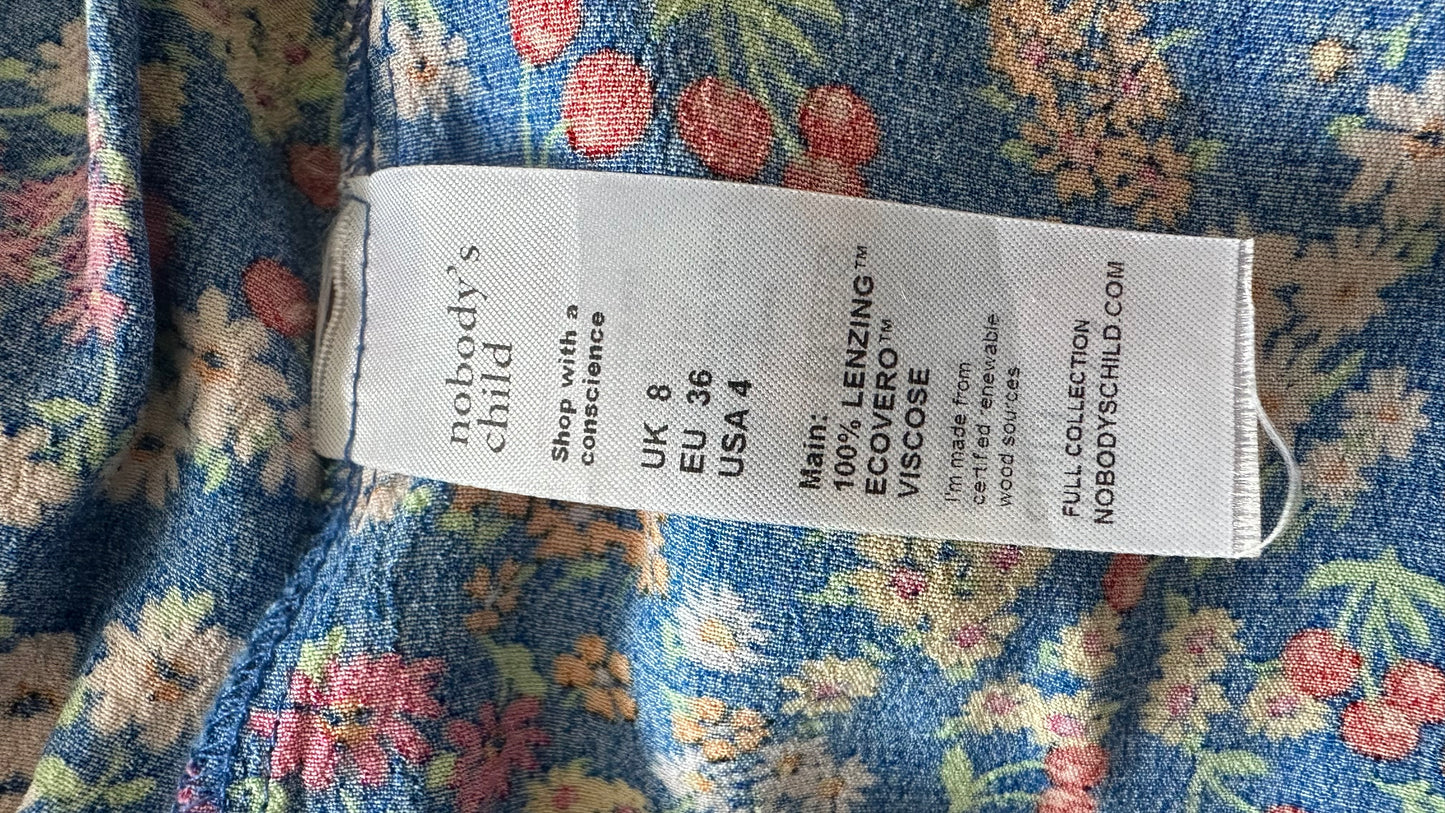 nobody's
child
Shop with a
conscience
UK 8
EU 36
USA 4
Main:
100% LENZING™
ECOVERO™
VISCOSE
I'm made from
certified renewable
wood sources
FULL COLLECTION
NOBODYSCHILD.COM